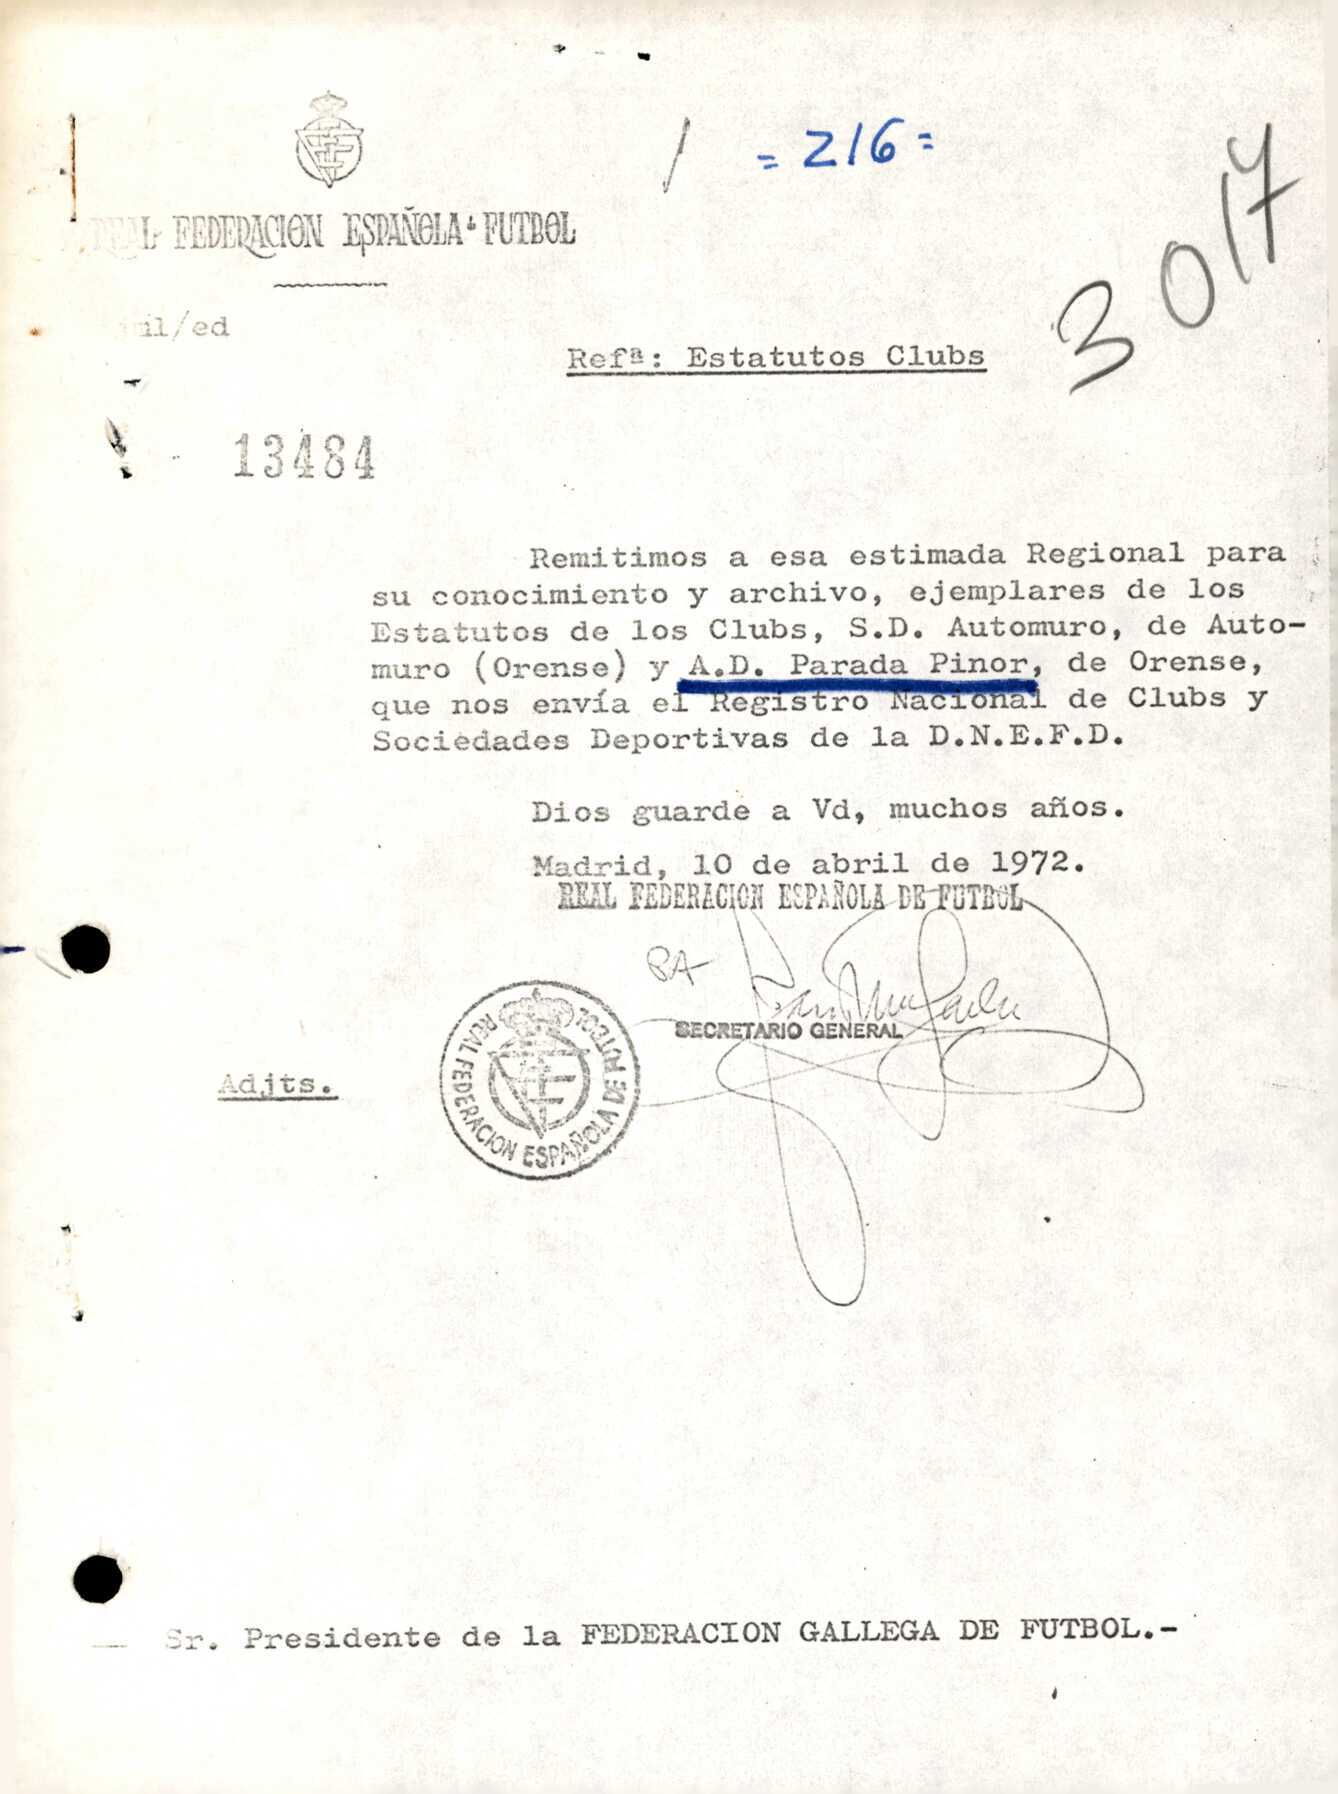 = 216 =
3017
REAL FEDERACION ESPAÑOLA DE FUTBOL
/ed
Refª: Estatutos Clubs
13484
Remitimos a esa estimada Regional para
su conocimiento y archivo, ejemplares de los
Estatutos de los Clubs, S.D. Automuro, de Auto-
muro (Orense) y A.D. Parada Pinor, de Orense,
que nos envía el Registro Nacional de Clubs y
Sociedades Deportivas de la D.N.E.F.D.
Dios guarde a Vd, muchos años.
Madrid, 10 de abril de 1972.
REAL FEDERACION ESPAÑOLA DE FUTBOL
PA
SECRETARIO GENERAL
REAL FEDERACION ESPAÑOLA DE FUTBOL
Adjts.
Sr. Presidente de la FEDERACION GALLEGA DE FUTBOL.-